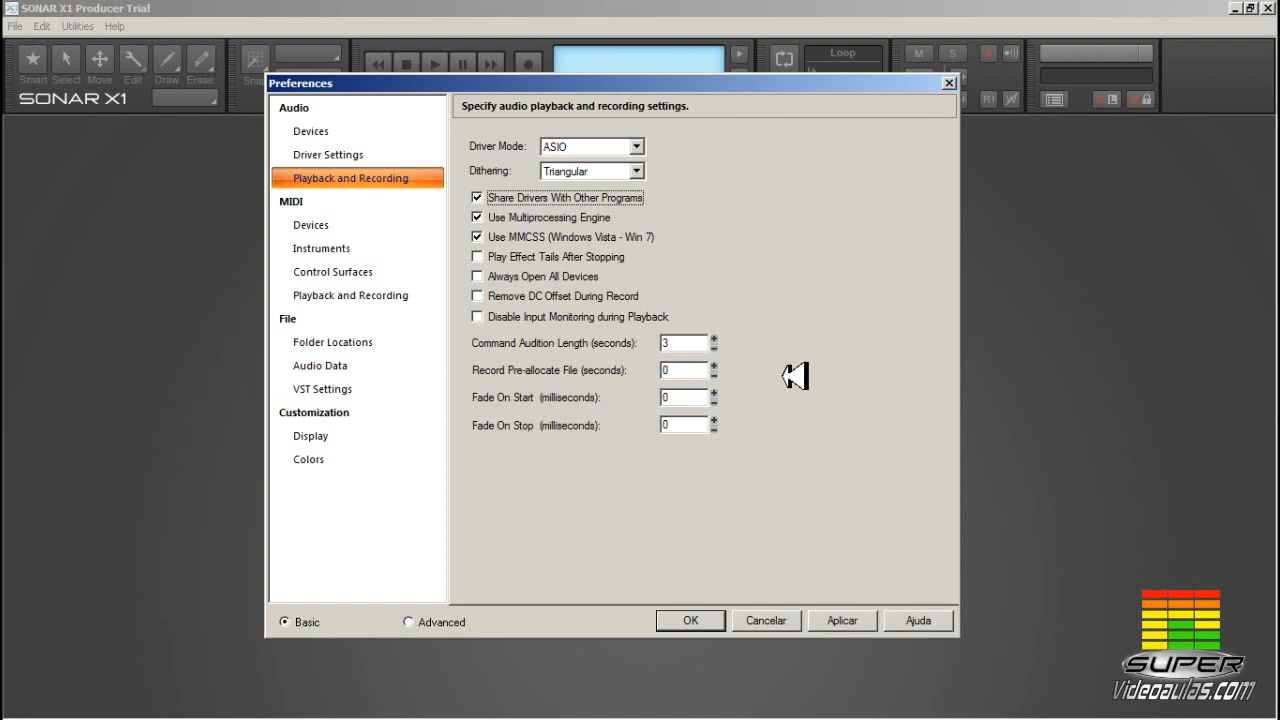 SONAR X1 Producer Trial
File Edit Utilities Help
Smart Select Move Edit Draw Erase Snap
SONAR X1
Loop
M S
R!
L
Preferences
Audio
Devices
Driver Settings
Playback and Recording
MIDI
Devices
Instruments
Control Surfaces
Playback and Recording
File
Folder Locations
Audio Data
VST Settings
Customization
Display
Colors
Basic
Advanced
Specify audio playback and recording settings.
Driver Mode: ASIO
Dithering: Triangular
Share Drivers With Other Programs
Use Multiprocessing Engine
Use MMCSS (Windows Vista - Win 7)
Play Effect Tails After Stopping
Always Open All Devices
Remove DC Offset During Record
Disable Input Monitoring during Playback
Command Audition Length (seconds): 3
Record Pre-allocate File (seconds): 0
Fade On Start (milliseconds): 0
Fade On Stop (milliseconds): 0
OK Cancelar Aplicar Ajuda
SUPER
Videoaulas.com